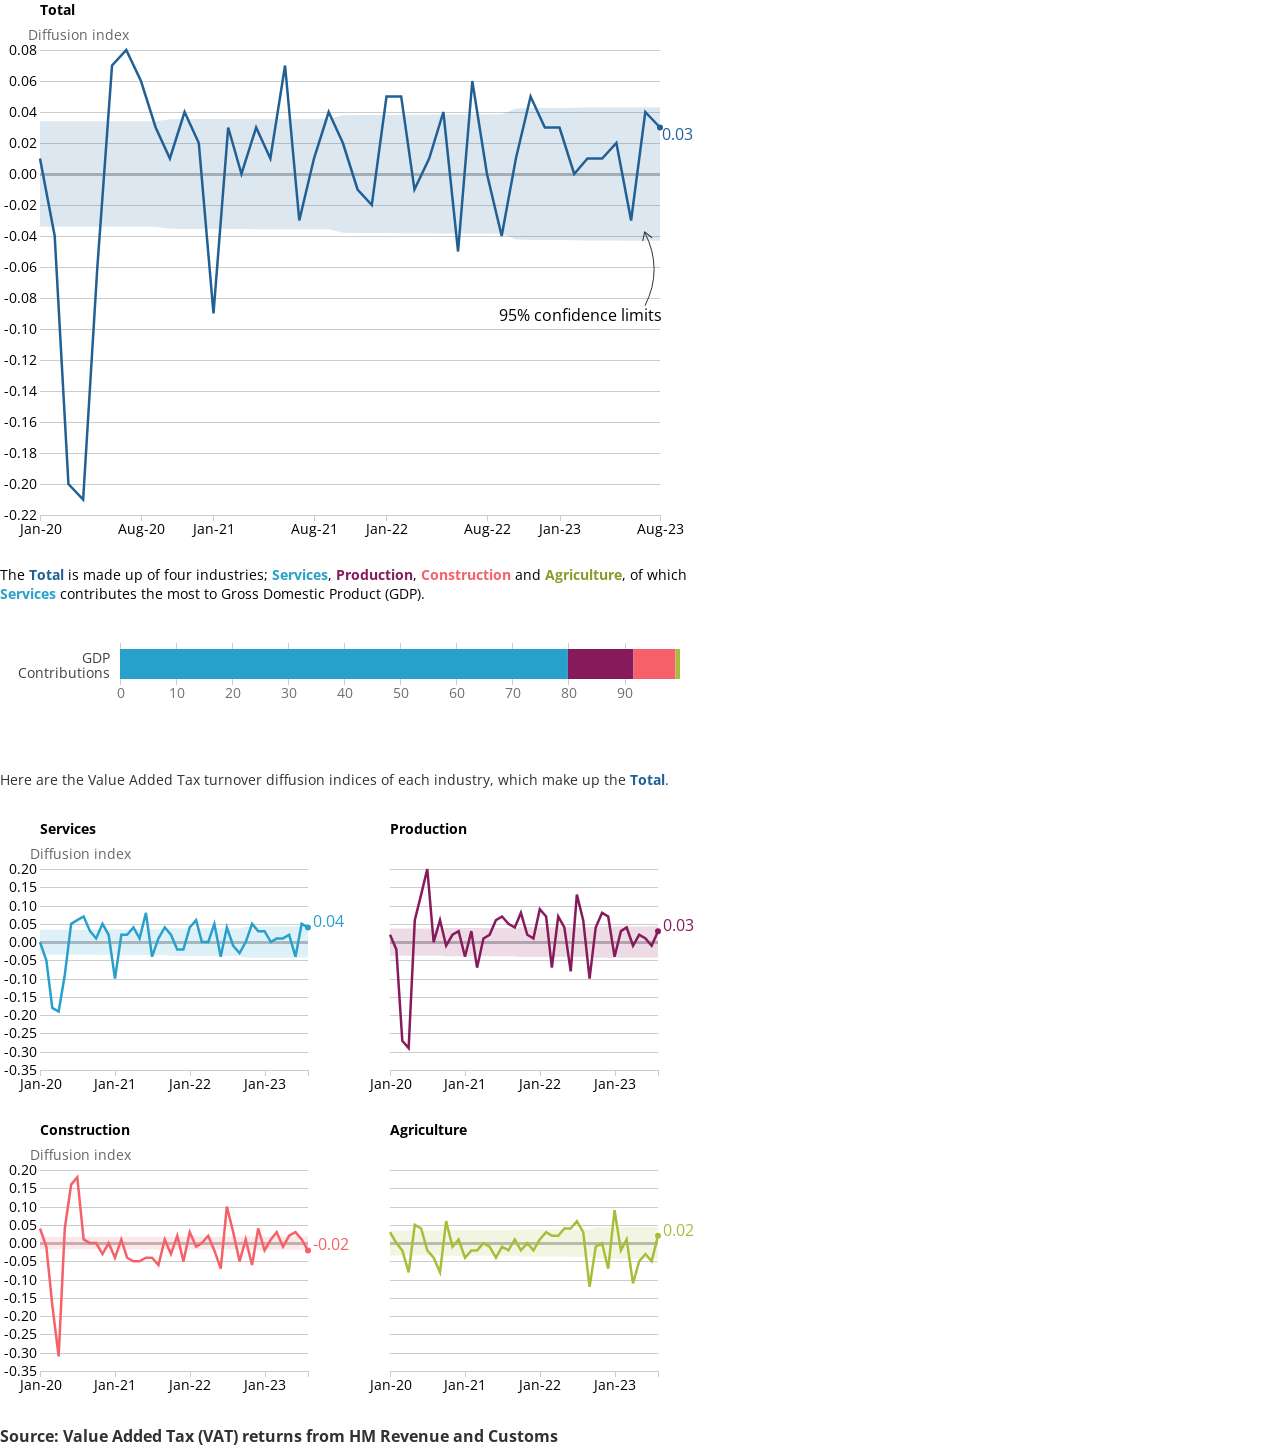 Total
Diffusion index
0.08
0.06
0.04
0.02
0.00
-0.02
-0.04
-0.06
-0.08
-0.10
-0.12
-0.14
-0.16
-0.18
-0.20
-0.22
0.03
95% confidence limits
Jan-20 Aug-20 Jan-21 Aug-21 Jan-22 Aug-22 Jan-23 Aug-23
The Total is made up of four industries; Services, Production, Construction and Agriculture, of which
Services contributes the most to Gross Domestic Product (GDP).
GDP
Contributions
0 10 20 30 40 50 60 70 80 90
Here are the Value Added Tax turnover diffusion indices of each industry, which make up the Total.
Services
Diffusion index
0.20
0.15
0.10
0.05
0.00
-0.05
-0.10
-0.15
-0.20
-0.25
-0.30
-0.35
0.04
Jan-20 Jan-21 Jan-22 Jan-23
Production
0.03
Jan-20 Jan-21 Jan-22 Jan-23
Construction
Diffusion index
0.20
0.15
0.10
0.05
0.00
-0.05
-0.10
-0.15
-0.20
-0.25
-0.30
-0.35
-0.02
Jan-20 Jan-21 Jan-22 Jan-23
Agriculture
0.02
Jan-20 Jan-21 Jan-22 Jan-23
Source: Value Added Tax (VAT) returns from HM Revenue and Customs